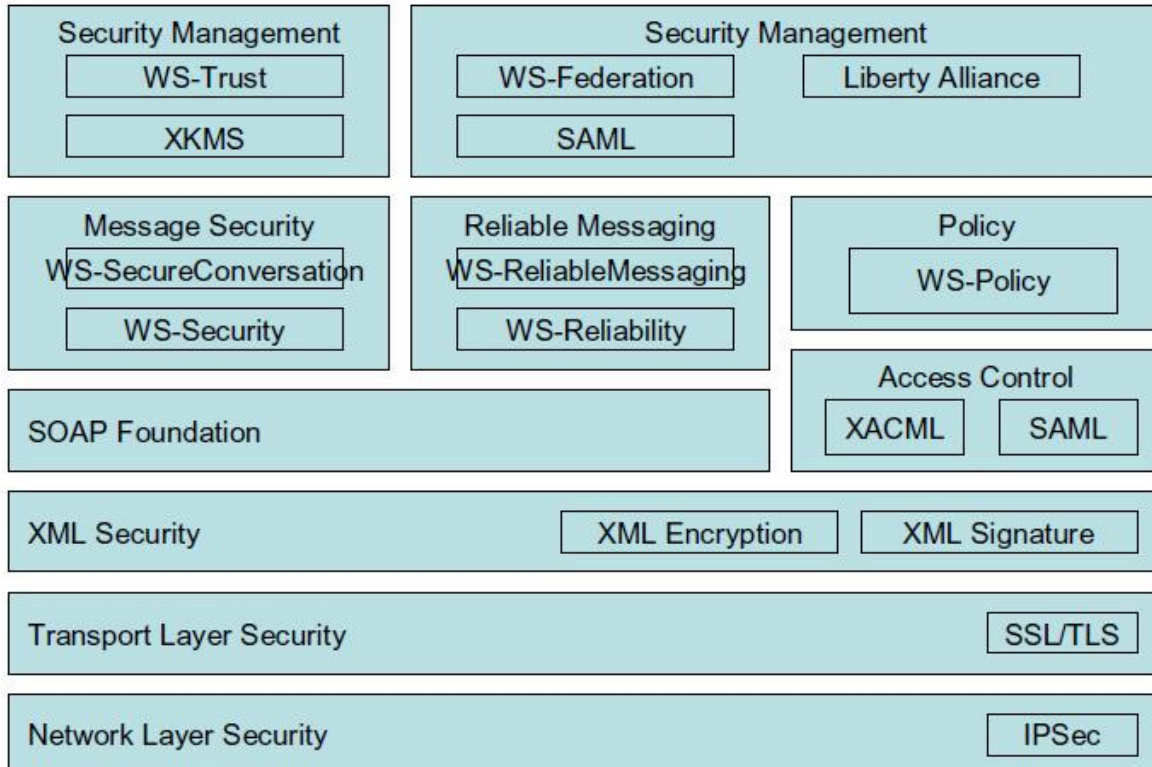 Security Management
WS-Trust
XKMS
Security Management
WS-Federation
Liberty Alliance
SAML
Message Security
WS-SecureConversation
WS-Security
Reliable Messaging
WS-ReliableMessaging
WS-Reliability
Policy
WS-Policy
Access Control
XACML
SAML
SOAP Foundation
XML Security
XML Encryption
XML Signature
Transport Layer Security
SSL/TLS
Network Layer Security
IPSec